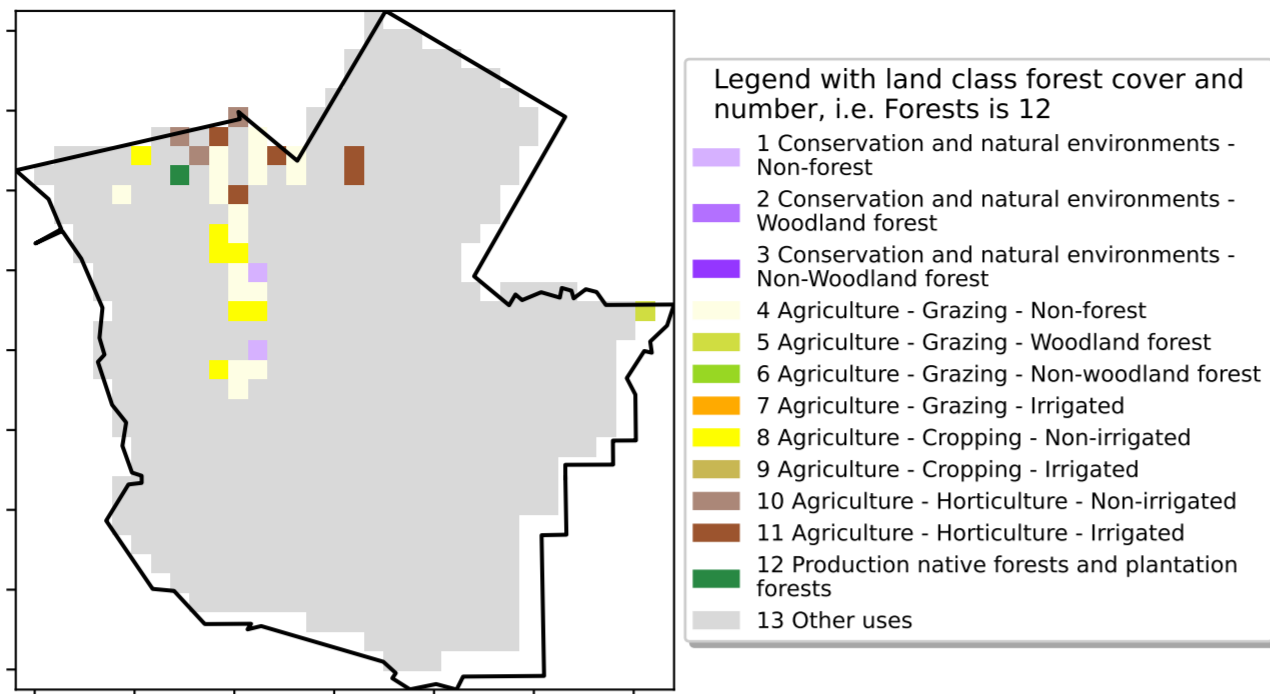 Legend with land class forest cover and
number, i.e. Forests is 12
1 Conservation and natural environments -
Non-forest
2 Conservation and natural environments -
Woodland forest
3 Conservation and natural environments -
Non-Woodland forest
4 Agriculture - Grazing - Non-forest
5 Agriculture - Grazing - Woodland forest
6 Agriculture - Grazing - Non-woodland forest
7 Agriculture - Grazing - Irrigated
8 Agriculture - Cropping - Non-irrigated
9 Agriculture - Cropping - Irrigated
10 Agriculture - Horticulture - Non-irrigated
11 Agriculture - Horticulture - Irrigated
12 Production native forests and plantation
forests
13 Other uses